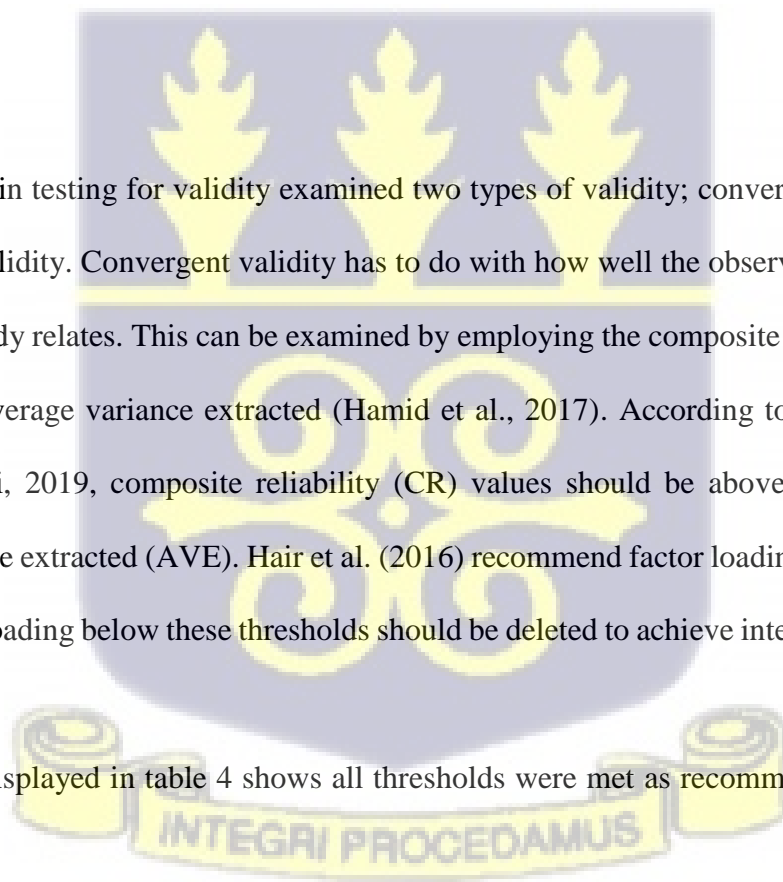 in testing for validity examined two types of validity; conver
lidity. Convergent validity has to do with how well the observ
dy relates. This can be examined by employing the composite
verage variance extracted (Hamid et al., 2017). According to
i, 2019, composite reliability (CR) values should be above
e extracted (AVE). Hair et al. (2016) recommend factor loadin
oading below these thresholds should be deleted to achieve inte
isplayed in table 4 shows all thresholds were met as recomm
INTEGRI PROCEDAMUS